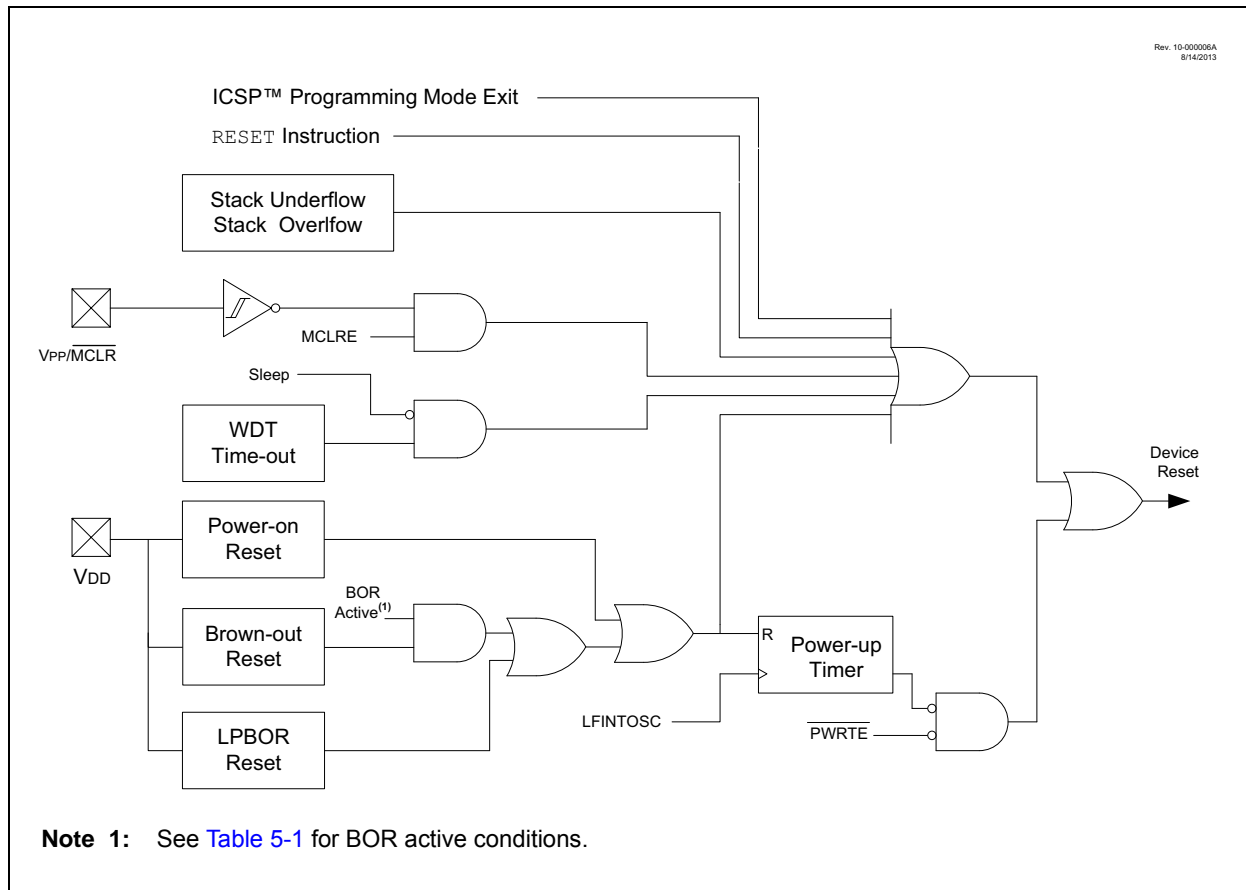 Rev. 10-000006A
8/14/2013
ICSP™ Programming Mode Exit
RESET Instruction
Stack Underflow
Stack Overlfow
VPP/MCLR
MCLRE
Sleep
WDT
Time-out
Device
Reset
VDD
Power-on
Reset
BOR
Active(1)
Brown-out
Reset
R
Power-up
Timer
LFINTOSC
PWRTE
LPBOR
Reset
Note 1: See Table 5-1 for BOR active conditions.